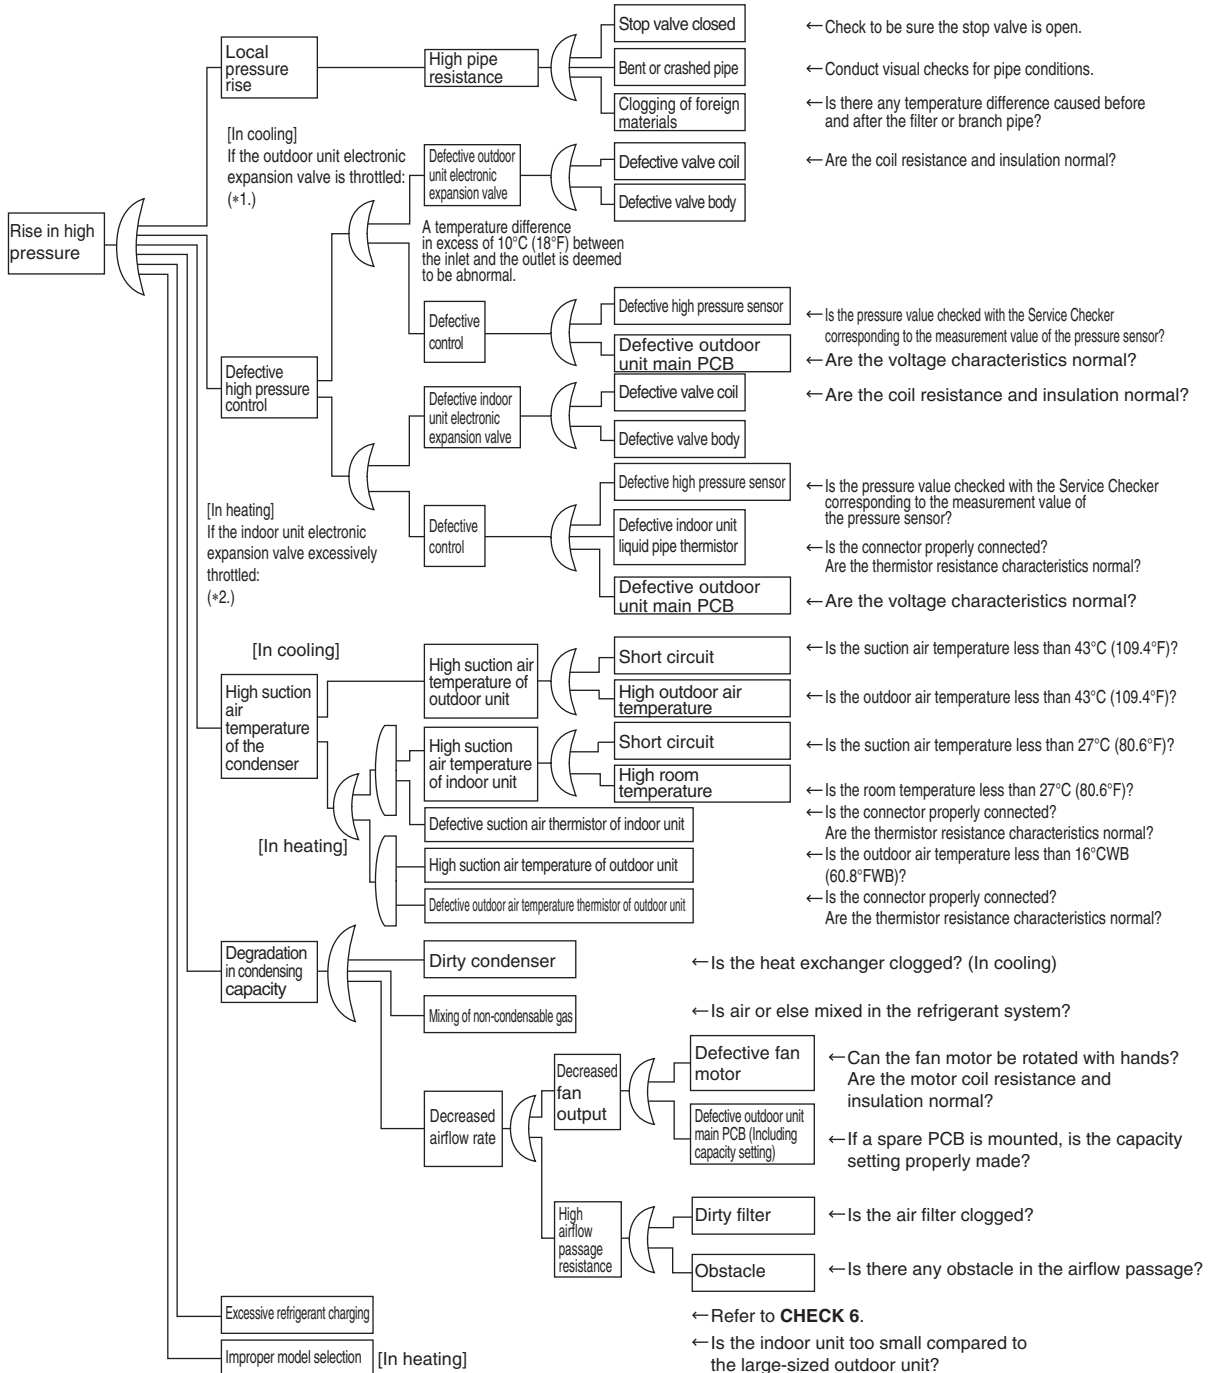 Stop valve closed
←Check to be sure the stop valve is open.
Local
pressure
rise
High pipe
resistance
Bent or crashed pipe
←Conduct visual checks for pipe conditions.
Clogging of foreign
materials
←Is there any temperature difference caused before
and after the filter or branch pipe?
[In cooling]
If the outdoor unit electronic
expansion valve is throttled:
(*1.)
Defective outdoor
unit electronic
expansion valve
Defective valve coil
←Are the coil resistance and insulation normal?
Defective valve body
Rise in high
pressure
A temperature difference
in excess of 10°C (18°F) between
the inlet and the outlet is deemed
to be abnormal.
Defective
control
Defective high pressure sensor
←Is the pressure value checked with the Service Checker
corresponding to the measurement value of the pressure sensor?
Defective outdoor
unit main PCB
←Are the voltage characteristics normal?
Defective
high pressure
control
Defective indoor
unit electronic
expansion valve
Defective valve coil
←Are the coil resistance and insulation normal?
Defective valve body
[In heating]
If the indoor unit electronic
expansion valve excessively
throttled:
(*2.)
Defective
control
Defective high pressure sensor
←Is the pressure value checked with the Service Checker
corresponding to the measurement value of
the pressure sensor?
Defective indoor unit
liquid pipe thermistor
←Is the connector properly connected?
Are the thermistor resistance characteristics normal?
Defective outdoor
unit main PCB
←Are the voltage characteristics normal?
[In cooling]
High suction
air
temperature
of the
condenser
High suction air
temperature of
outdoor unit
Short circuit
←Is the suction air temperature less than 43°C (109.4°F)?
High outdoor air
temperature
←Is the outdoor air temperature less than 43°C (109.4°F)?
High suction
air temperature
of indoor unit
Short circuit
←Is the suction air temperature less than 27°C (80.6°F)?
High room
temperature
←Is the room temperature less than 27°C (80.6°F)?
[In heating]
Defective suction air thermistor of indoor unit
←Is the connector properly connected?
Are the thermistor resistance characteristics normal?
High suction air temperature of outdoor unit
←Is the outdoor air temperature less than 16°CWB
(60.8°FWB)?
Defective outdoor air temperature thermistor of outdoor unit
←Is the connector properly connected?
Are the thermistor resistance characteristics normal?
Degradation
in condensing
capacity
Dirty condenser
←Is the heat exchanger clogged? (In cooling)
Mixing of non-condensable gas
←Is air or else mixed in the refrigerant system?
Decreased
airflow rate
Decreased
fan
output
Defective fan
motor
←Can the fan motor be rotated with hands?
Are the motor coil resistance and
insulation normal?
Defective outdoor unit
main PCB (Including
capacity setting)
←If a spare PCB is mounted, is the capacity
setting properly made?
High
airflow
passage
resistance
Dirty filter
←Is the air filter clogged?
Obstacle
←Is there any obstacle in the airflow passage?
Excessive refrigerant charging
←Refer to CHECK 6.
Improper model selection
[In heating]
←Is the indoor unit too small compared to
the large-sized outdoor unit?